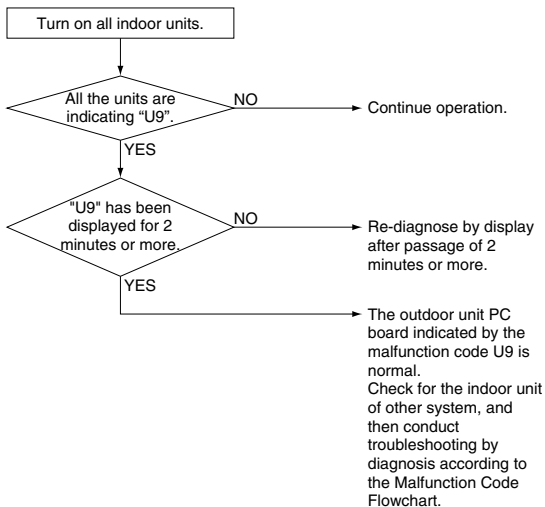 Turn on all indoor units.
All the units are
indicating “U9”.
NO
Continue operation.
YES
"U9" has been
displayed for 2
minutes or more.
NO
Re-diagnose by display
after passage of 2
minutes or more.
YES
The outdoor unit PC
board indicated by the
malfunction code U9 is
normal.
Check for the indoor unit
of other system, and
then conduct
troubleshooting by
diagnosis according to
the Malfunction Code
Flowchart.